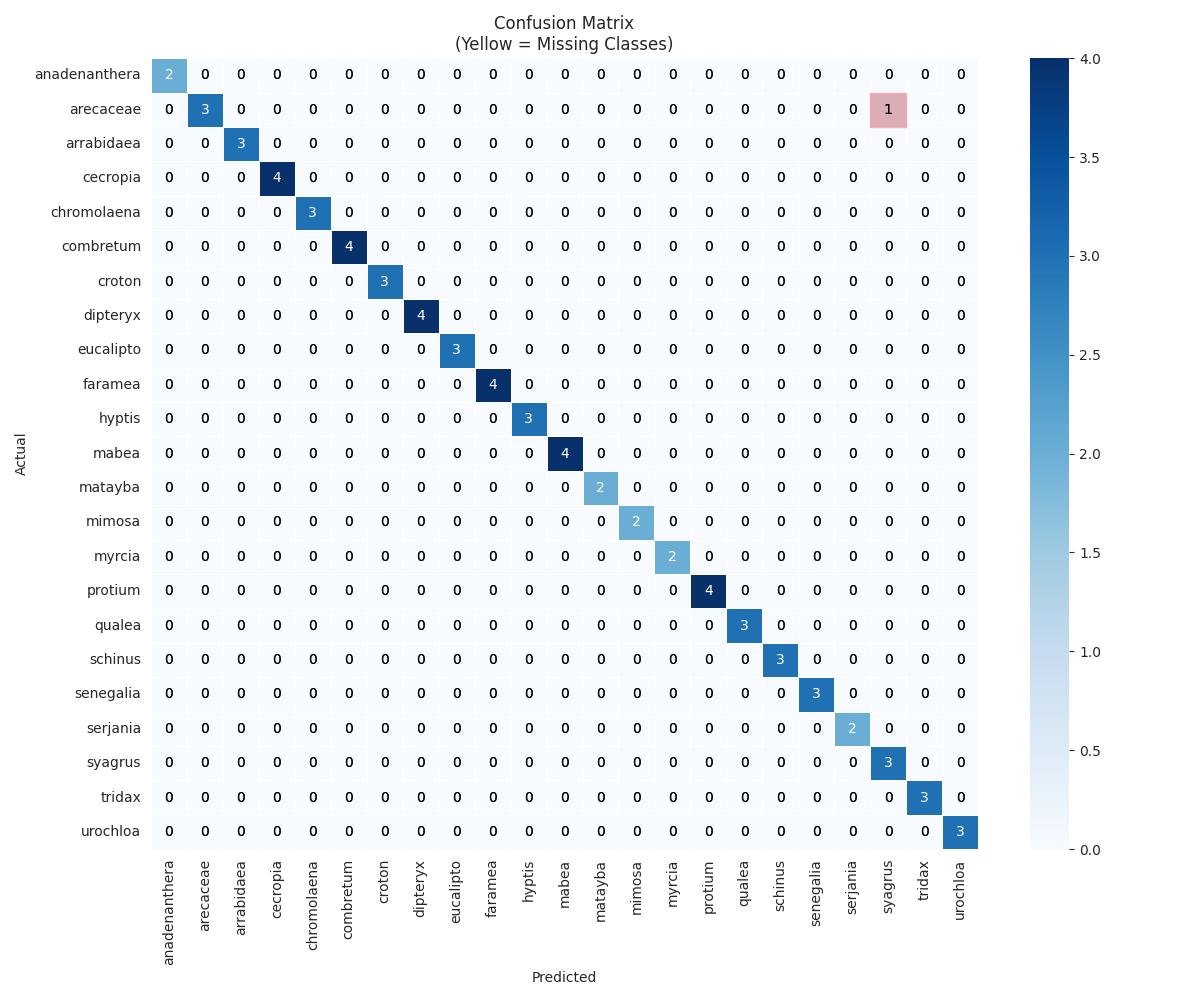 Confusion Matrix
(Yellow = Missing Classes)
anadenanthera 2 0 0 0 0 0 0 0 0 0 0 0 0 0 0 0 0 0 0 0 0 0 0
arecaceae 0 3 0 0 0 0 0 0 0 0 0 0 0 0 0 0 0 0 0 0 1 0 0
arrabidaea 0 0 3 0 0 0 0 0 0 0 0 0 0 0 0 0 0 0 0 0 0 0 0
cecropia 0 0 0 4 0 0 0 0 0 0 0 0 0 0 0 0 0 0 0 0 0 0 0
chromolaena 0 0 0 0 3 0 0 0 0 0 0 0 0 0 0 0 0 0 0 0 0 0 0
combretum 0 0 0 0 0 4 0 0 0 0 0 0 0 0 0 0 0 0 0 0 0 0 0
croton 0 0 0 0 0 0 3 0 0 0 0 0 0 0 0 0 0 0 0 0 0 0 0
dipteryx 0 0 0 0 0 0 0 4 0 0 0 0 0 0 0 0 0 0 0 0 0 0 0
eucalipto 0 0 0 0 0 0 0 0 3 0 0 0 0 0 0 0 0 0 0 0 0 0 0
faramea 0 0 0 0 0 0 0 0 0 4 0 0 0 0 0 0 0 0 0 0 0 0 0
hyptis 0 0 0 0 0 0 0 0 0 0 3 0 0 0 0 0 0 0 0 0 0 0 0
mabea 0 0 0 0 0 0 0 0 0 0 0 4 0 0 0 0 0 0 0 0 0 0 0
matayba 0 0 0 0 0 0 0 0 0 0 0 0 2 0 0 0 0 0 0 0 0 0 0
mimosa 0 0 0 0 0 0 0 0 0 0 0 0 0 2 0 0 0 0 0 0 0 0 0
myrcia 0 0 0 0 0 0 0 0 0 0 0 0 0 0 2 0 0 0 0 0 0 0 0
protium 0 0 0 0 0 0 0 0 0 0 0 0 0 0 0 4 0 0 0 0 0 0 0
qualea 0 0 0 0 0 0 0 0 0 0 0 0 0 0 0 0 3 0 0 0 0 0 0
schinus 0 0 0 0 0 0 0 0 0 0 0 0 0 0 0 0 0 3 0 0 0 0 0
senegalia 0 0 0 0 0 0 0 0 0 0 0 0 0 0 0 0 0 0 3 0 0 0 0
serjania 0 0 0 0 0 0 0 0 0 0 0 0 0 0 0 0 0 0 0 2 0 0 0
syagrus 0 0 0 0 0 0 0 0 0 0 0 0 0 0 0 0 0 0 0 0 3 0 0
tridax 0 0 0 0 0 0 0 0 0 0 0 0 0 0 0 0 0 0 0 0 0 3 0
urochloa 0 0 0 0 0 0 0 0 0 0 0 0 0 0 0 0 0 0 0 0 0 0 3
Actual
anadenanthera
arecaceae
arrabidaea
cecropia
chromolaena
combretum
croton
dipteryx
eucalipto
faramea
hyptis
mabea
matayba
mimosa
myrcia
protium
qualea
schinus
senegalia
serjania
syagrus
tridax
urochloa
Predicted
4.0
3.5
3.0
2.5
2.0
1.5
1.0
0.5
0.0